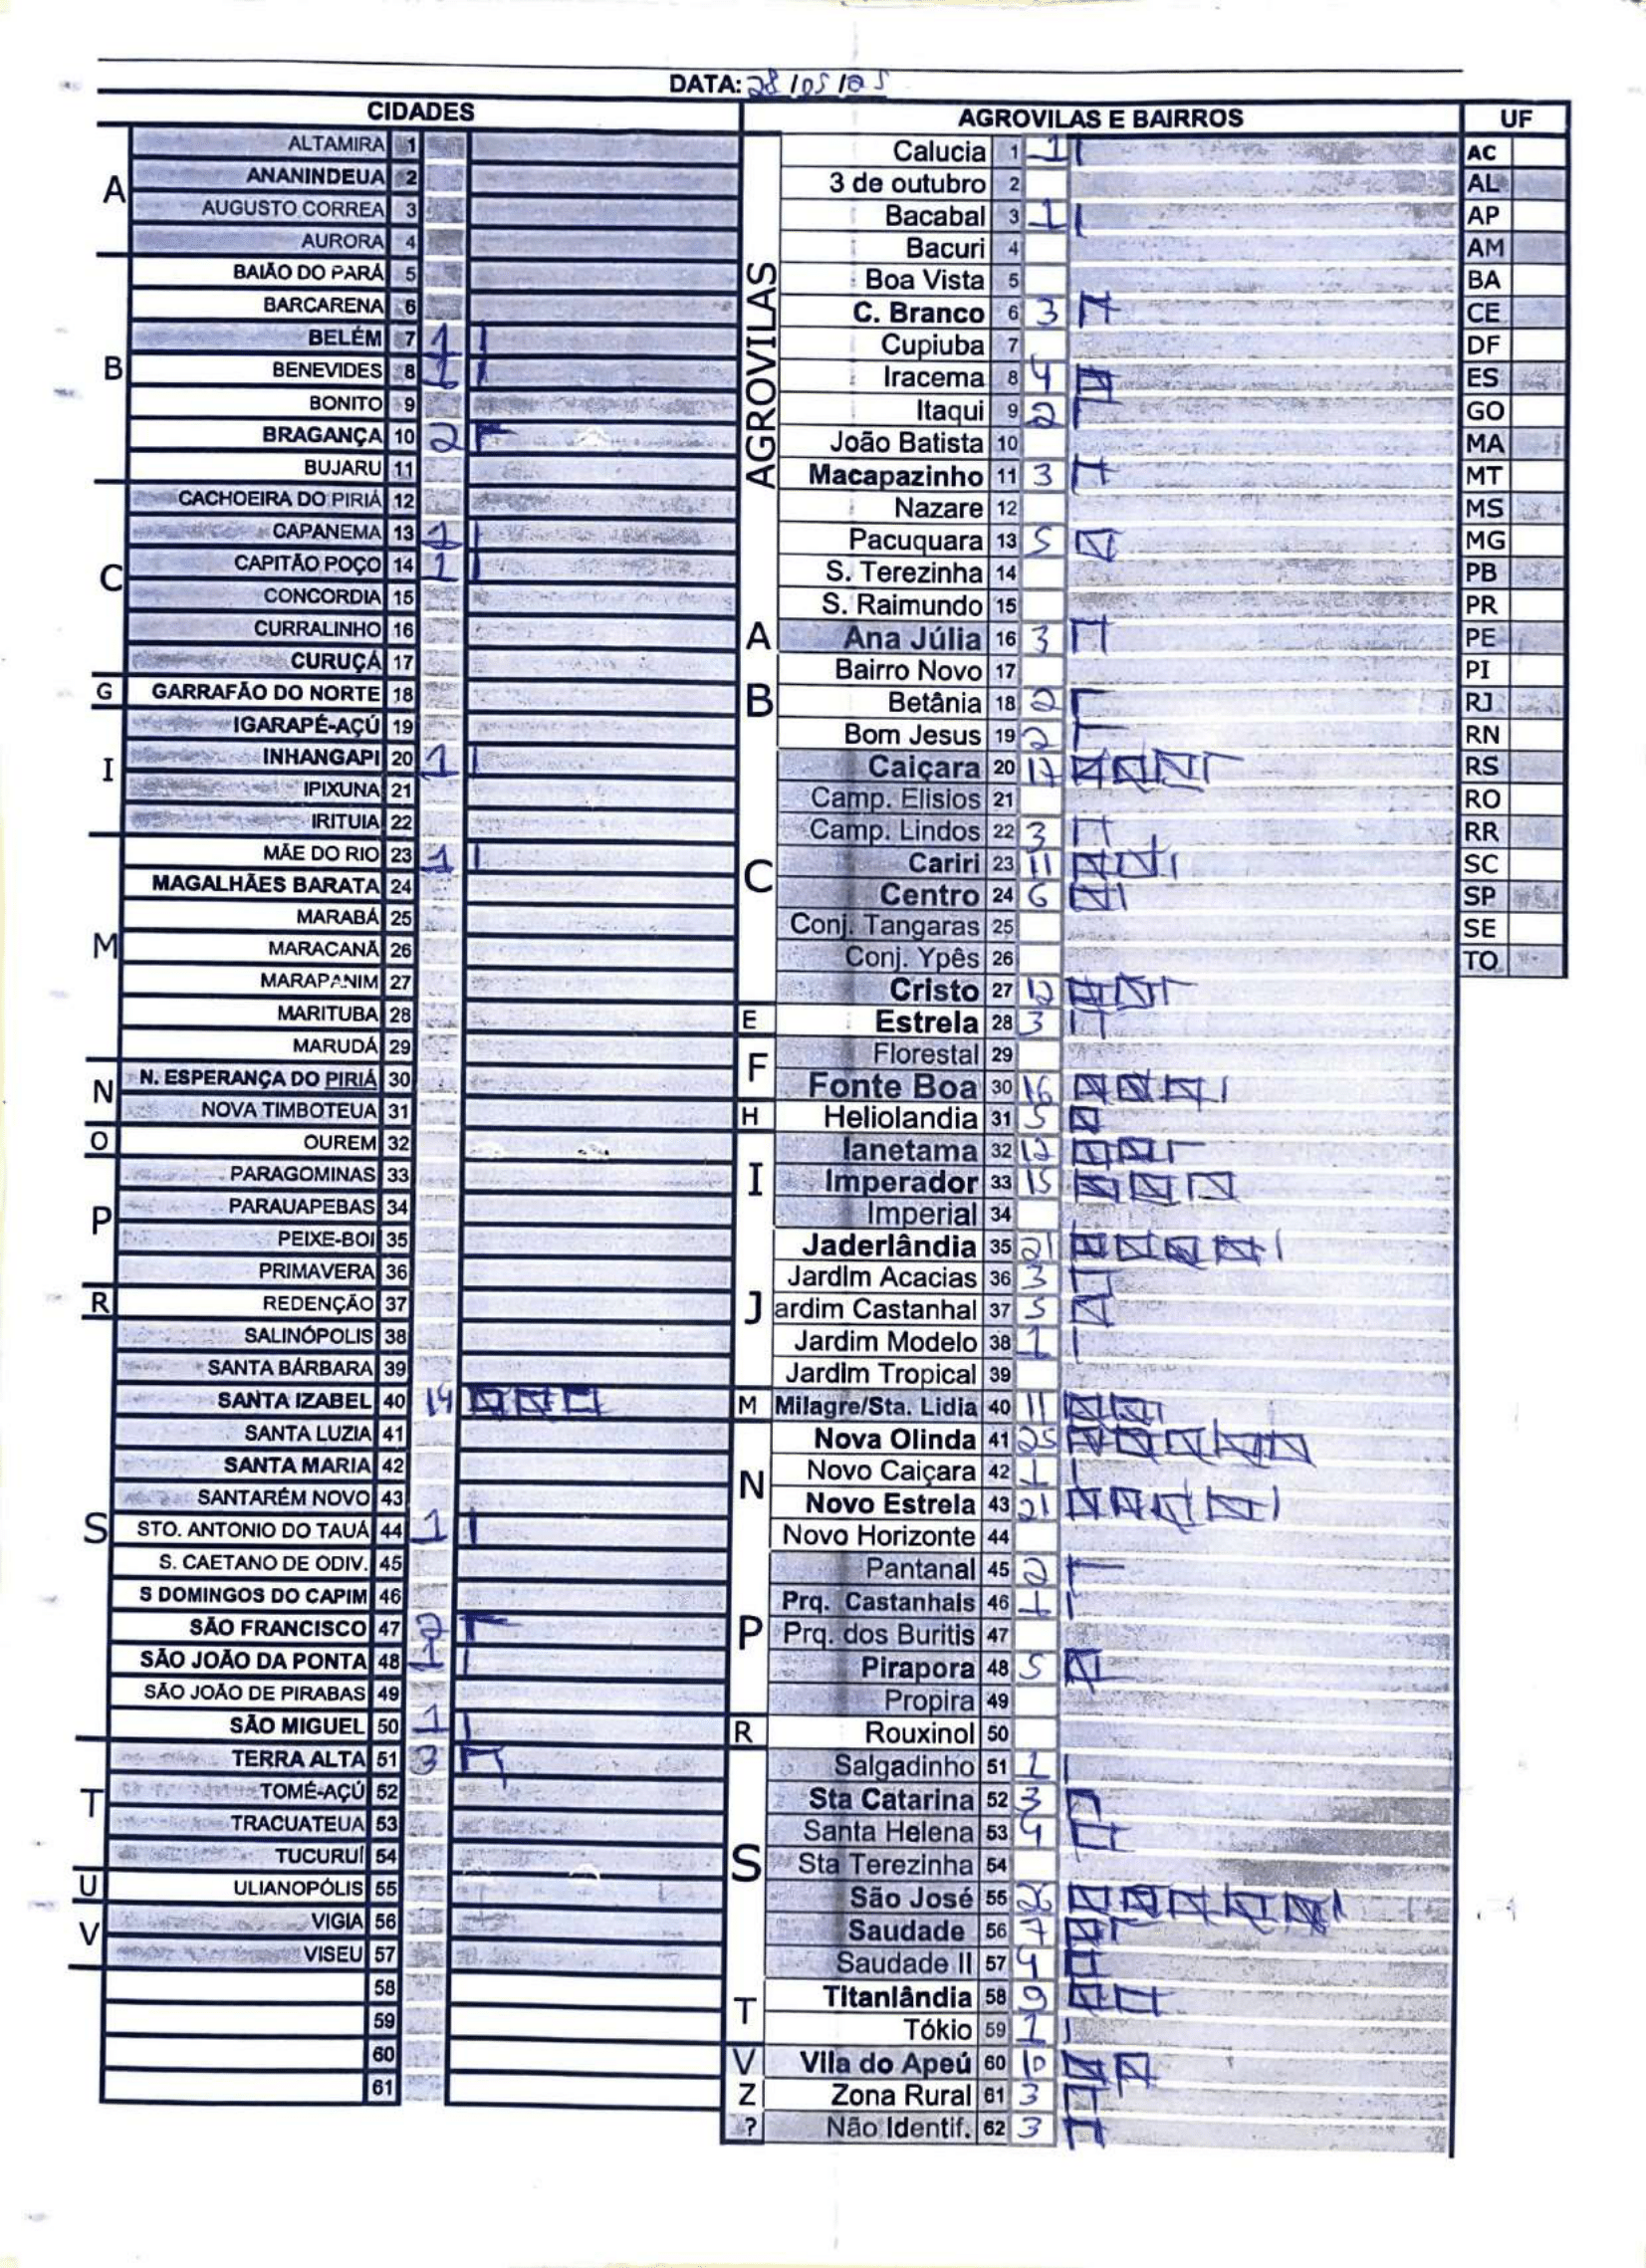 DATA: 28/05/25
CIDADES
A
ALTAMIRA 1
ANANINDEUA 2
AUGUSTO CORREA 3
AURORA 4
B
BAIÃO DO PARÁ 5
BARCARENA 6
BELÉM 7 1
BENEVIDES 8 1
BONITO 9
BRAGANÇA 10 2
BUJARU 11
C
CACHOEIRA DO PIRIÁ 12
CAPANEMA 13 1
CAPITÃO POÇO 14 1
CONCORDIA 15
CURRALINHO 16
CURUÇÁ 17
G
GARRAFÃO DO NORTE 18
I
IGARAPÉ-AÇÚ 19
INHANGAPI 20 1
IPIXUNA 21
IRITUIA 22
M
MÃE DO RIO 23 1
MAGALHÃES BARATA 24
MARABÁ 25
MARACANÃ 26
MARAPANIM 27
MARITUBA 28
MARUDÁ 29
N
N. ESPERANÇA DO PIRIÁ 30
NOVA TIMBOTEUA 31
O
OUREM 32
P
PARAGOMINAS 33
PARAUAPEBAS 34
PEIXE-BOI 35
PRIMAVERA 36
R
REDENÇÃO 37
S
SALINÓPOLIS 38
SANTA BÁRBARA 39
SANTA IZABEL 40 14
SANTA LUZIA 41
SANTA MARIA 42
SANTARÉM NOVO 43
STO. ANTONIO DO TAUÁ 44 1
S. CAETANO DE ODIV. 45
S DOMINGOS DO CAPIM 46
SÃO FRANCISCO 47 2
SÃO JOÃO DA PONTA 48 1
SÃO JOÃO DE PIRABAS 49
SÃO MIGUEL 50 1
T
TERRA ALTA 51 3
TOMÉ-AÇÚ 52
TRACUATEUA 53
TUCURUÍ 54
U
ULIANOPÓLIS 55
V
VIGIA 56
VISEU 57
58
59
60
61
AGROVILAS E BAIRROS
AGROVILAS
Calucia 1 1
3 de outubro 2
Bacabal 3 1
Bacuri 4
Boa Vista 5
C. Branco 6 3
Cupiuba 7
Iracema 8 4
Itaqui 9 2
João Batista 10
Macapazinho 11 3
Nazare 12
Pacuquara 13 5
S. Terezinha 14
S. Raimundo 15
A
Ana Júlia 16 3
B
Bairro Novo 17
Betânia 18 2
Bom Jesus 19 2
C
Caiçara 20 17
Camp. Elisios 21
Camp. Lindos 22 3
Cariri 23 11
Centro 24 6
Conj. Tangaras 25
Conj. Ypês 26
Cristo 27 12
E
Estrela 28 3
F
Florestal 29
Fonte Boa 30 16
H
Heliolandia 31 5
I
Ianetama 32 12
Imperador 33 15
Imperial 34
J
Jaderlândia 35 21
Jardim Acacias 36 3
ardim Castanhal 37 5
Jardim Modelo 38 1
Jardim Tropical 39
M
Milagre/Sta. Lidia 40 11
N
Nova Olinda 41 25
Novo Caiçara 42 1
Novo Estrela 43 21
Novo Horizonte 44
P
Pantanal 45 2
Prq. Castanhais 46 1
Prq. dos Buritis 47
Pirapora 48 5
Propira 49
R
Rouxinol 50
S
Salgadinho 51 1
Sta Catarina 52 3
Santa Helena 53 4
Sta Terezinha 54
São José 55 26
Saudade 56 7
Saudade II 57 4
T
Titanlândia 58 9
Tókio 59 1
V
Vila do Apeú 60 10
Z
Zona Rural 61 3
?
Não Identif. 62 3
UF
AC
AL
AP
AM
BA
CE
DF
ES
GO
MA
MT
MS
MG
PB
PR
PE
PI
RJ
RN
RS
RO
RR
SC
SP
SE
TO